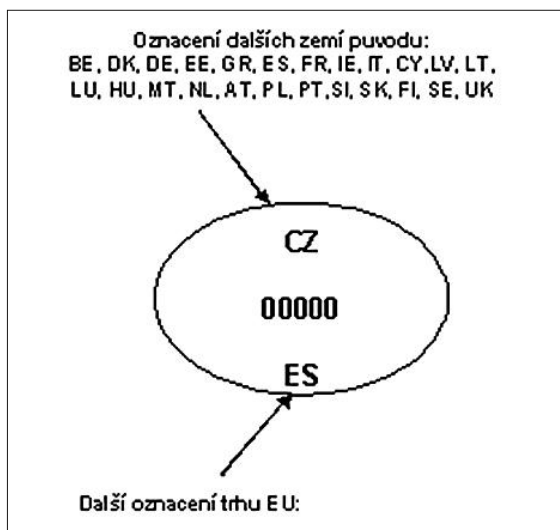 Oznacení dalších zemí puvodu:
BE, DK, DE, EE, GR, ES, FR, IE, IT, CY,LV, LT,
LU, HU, MT, NL, AT, PL, PT,SI, SK, FI, SE, UK
CZ
00000
ES
Další oznacení trhu EU: